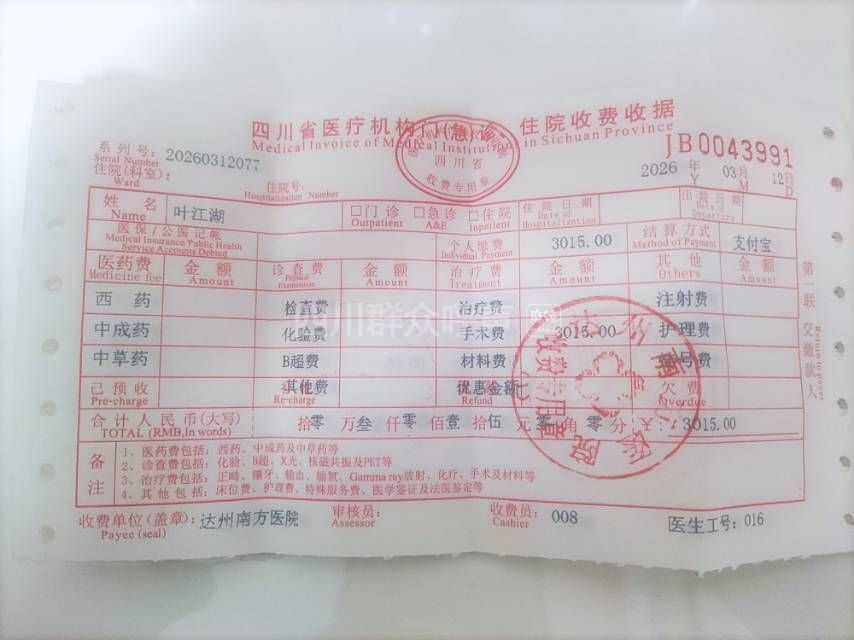 四川省医疗机构门(急诊)住院收费收据
Medical Invoice of Medical Institution in Sichuan Province
四川省
收费专用章
JB0043991
系列号: 20260312077
Serial Number
2026 年 03月 12日
Y M D
住院(科室): 住院号:
Ward Hospitalization Number
姓名 叶江湖 □门诊 □急诊 □住院 住院日期 出院日期
Name Outpatient A&E Inpatient Date of Hospitalization Date of Departure
医保/公医记帐 个人缴费 3015.00 结算方式 支付宝
Medical Insurance/Public Health Service Accounts Debited Individual Payment Method of Payment
医药费 金额 诊查费 金额 治疗费 金额 其他 金额
Medicine fee Amount Physical Examination Amount Treatment Amount Others Amount
西药 检查费 治疗费 注射费
中成药 化验费 手术费 3015.00 护理费
中草药 B超费 材料费
已预收 其他费 优惠金额 欠费
Pre-charge Re-charge Refund Overdue
合计人民币(大写) 拾零 万叁 仟零 佰壹 拾伍 元零 角零 分 ¥: 3015.00
TOTAL (RMB,In words)
备注
1、医药费包括: 西药、中成药及中草药等
2、诊查费包括: 化验、B超、X光、核磁共振及PET等
3、治疗费包括: 正畸、镶牙、输血、输氧、Gamma ray放射、化疗、手术及材料等
4、其他包括: 床位费、护理费、特殊服务费、医学鉴证及法医鉴定等
收费单位(盖章): 达州南方医院 审核员: 收费员: 008 医生工号: 016
Payee (seal) Assessor Cashier
第一联 交缴款人
Return to payer
四川群众呼声